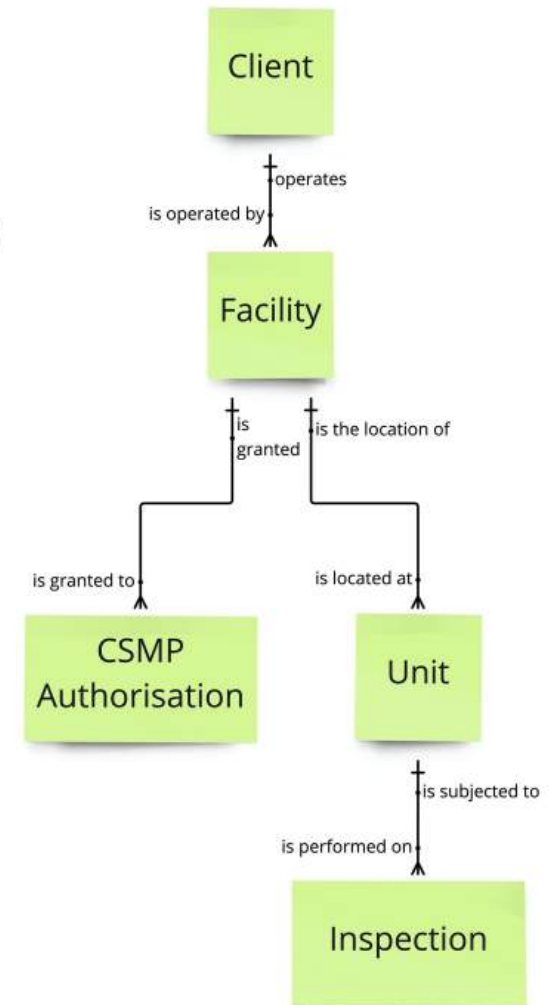 Client
operates
is operated by
Facility
is
granted
is the location of
is granted to
is located at
CSMP
Authorisation
Unit
is subjected to
is performed on
Inspection